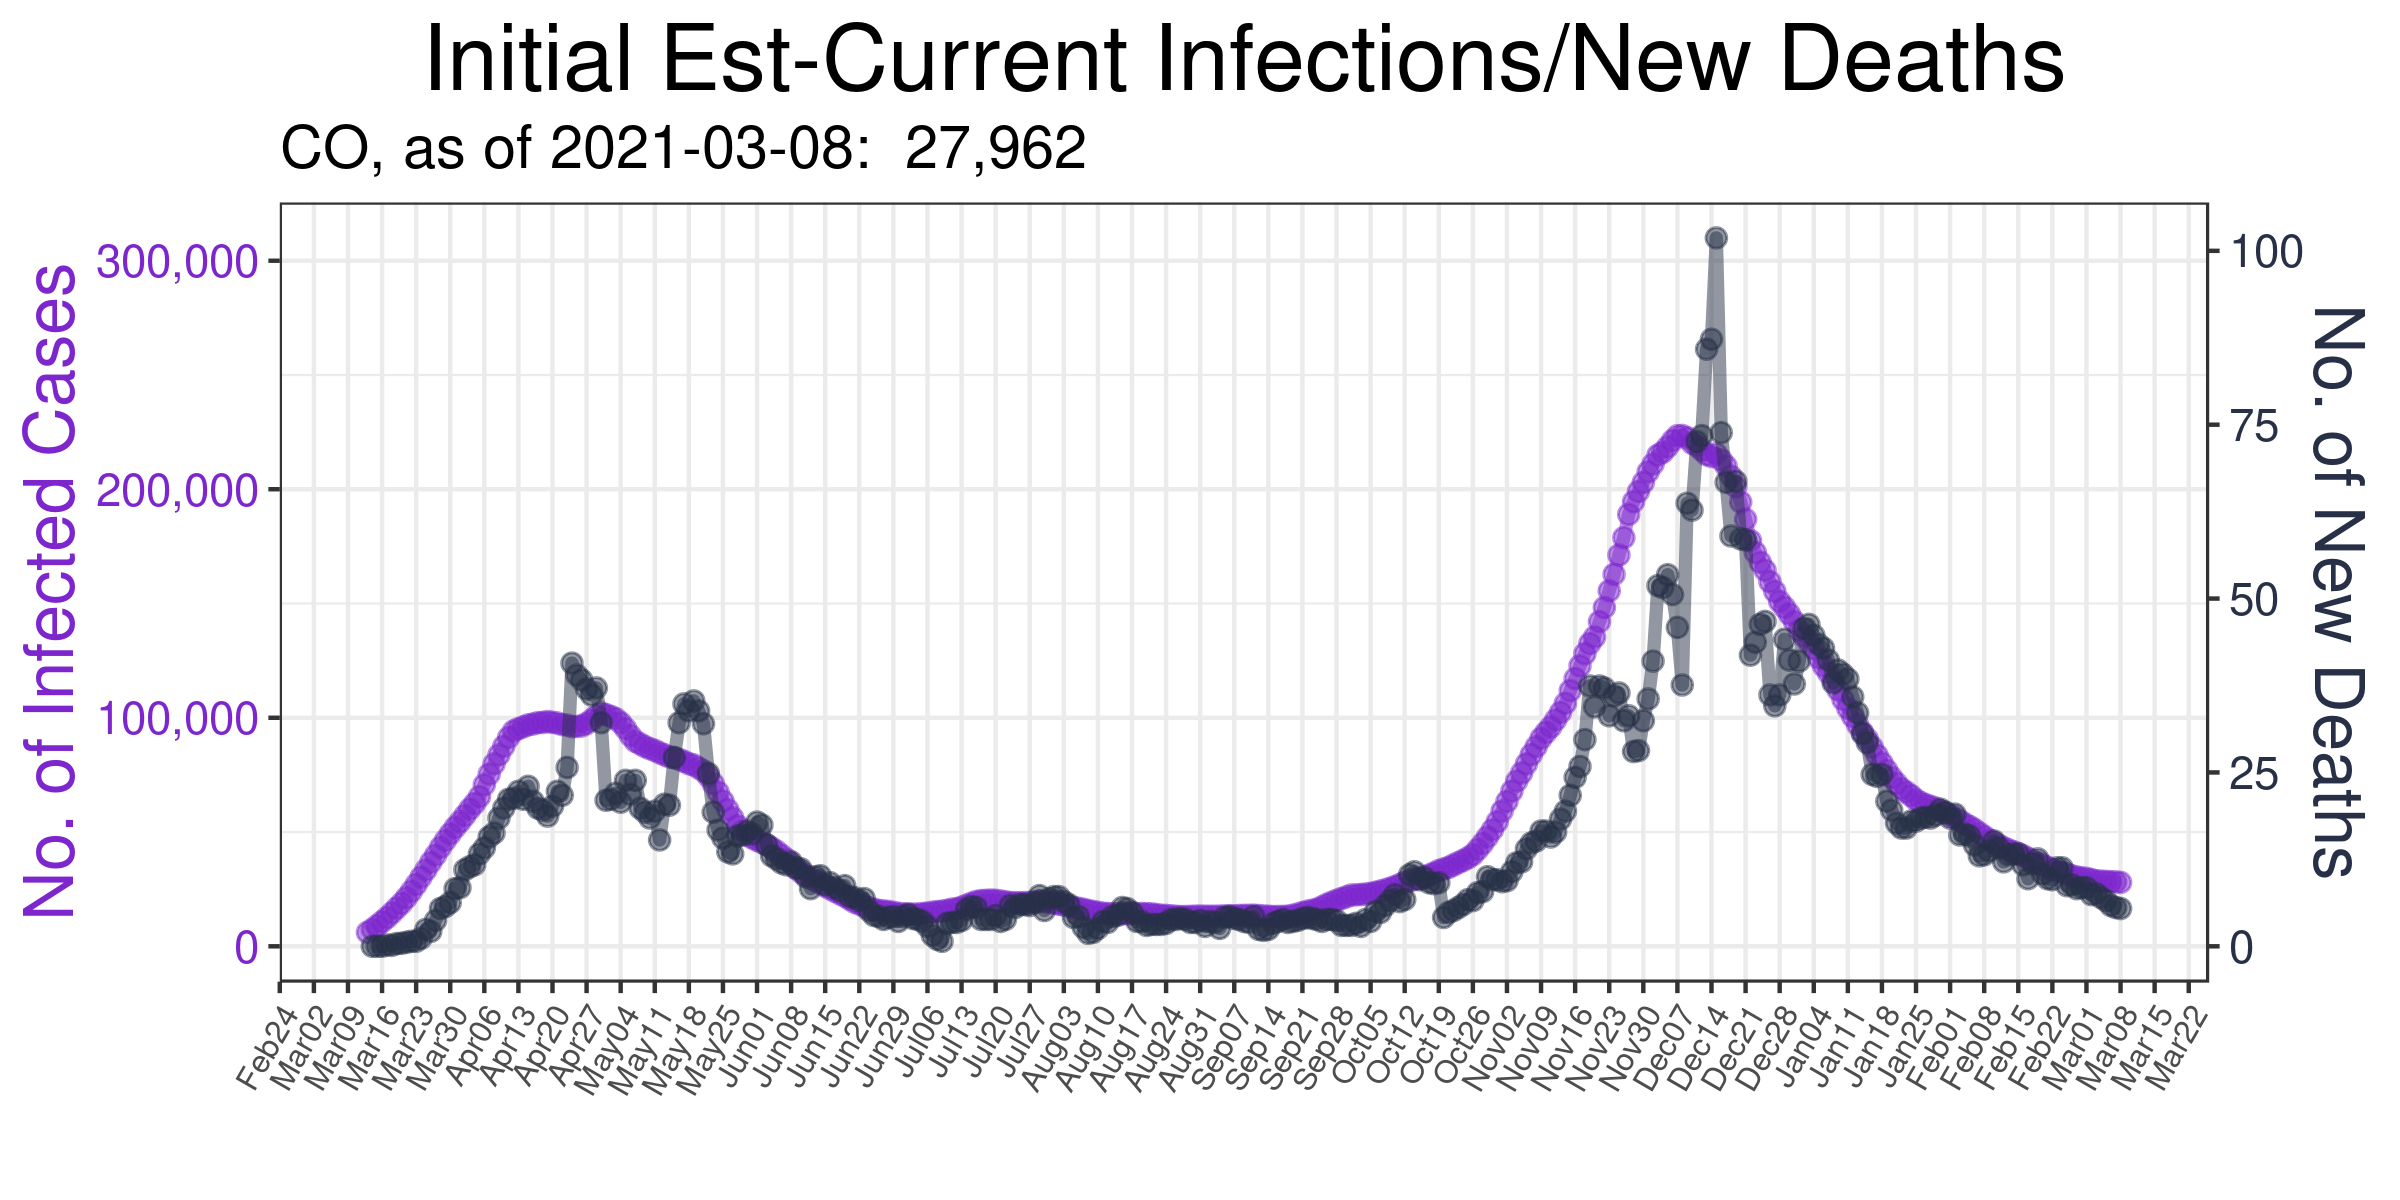 Initial Est-Current Infections/New Deaths
CO, as of 2021-03-08:  27,962
No. of Infected Cases
300,000
200,000
100,000
0
100
75
50
25
0
No. of New Deaths
Feb24
Mar02
Mar09
Mar16
Mar23
Mar30
Apr06
Apr13
Apr20
Apr27
May04
May11
May18
May25
Jun01
Jun08
Jun15
Jun22
Jun29
Jul06
Jul13
Jul20
Jul27
Aug03
Aug10
Aug17
Aug24
Aug31
Sep07
Sep14
Sep21
Sep28
Oct05
Oct12
Oct19
Oct26
Nov02
Nov09
Nov16
Nov23
Nov30
Dec07
Dec14
Dec21
Dec28
Jan04
Jan11
Jan18
Jan25
Feb01
Feb08
Feb15
Feb22
Mar01
Mar08
Mar15
Mar22